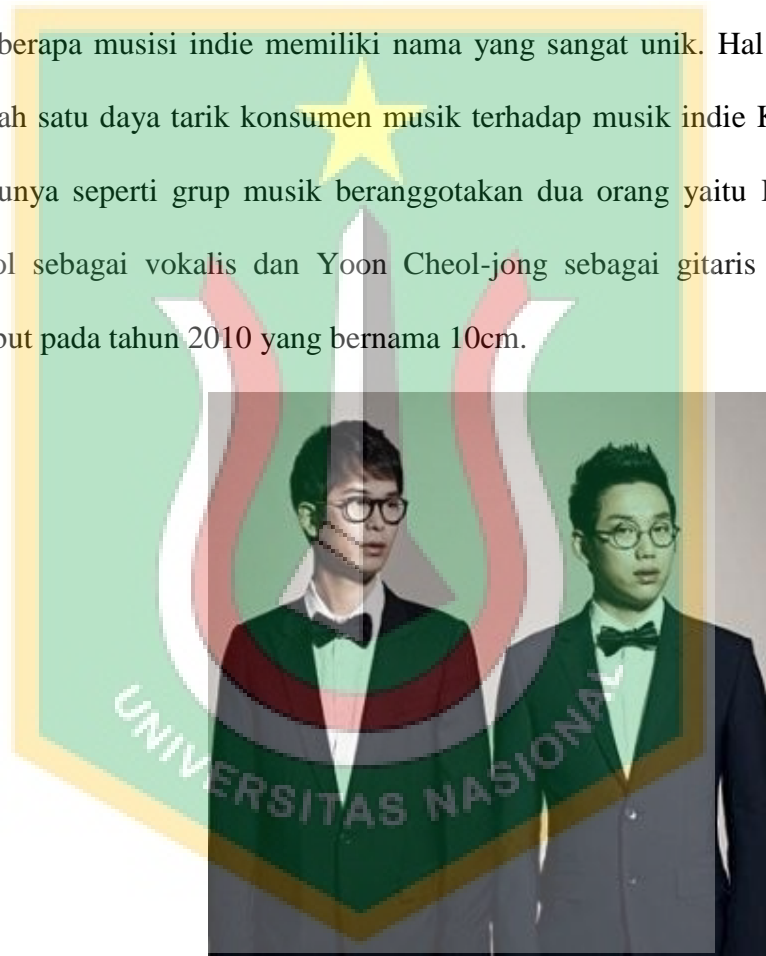 berapa musisi indie memiliki nama yang sangat unik. Hal
ah satu daya tarik konsumen musik terhadap musik indie K
unya seperti grup musik beranggotakan dua orang yaitu
ol sebagai vokalis dan Yoon Cheol-jong sebagai gitaris
out pada tahun 2010 yang bernama 10cm.
UNIVERSITAS NASIONAL